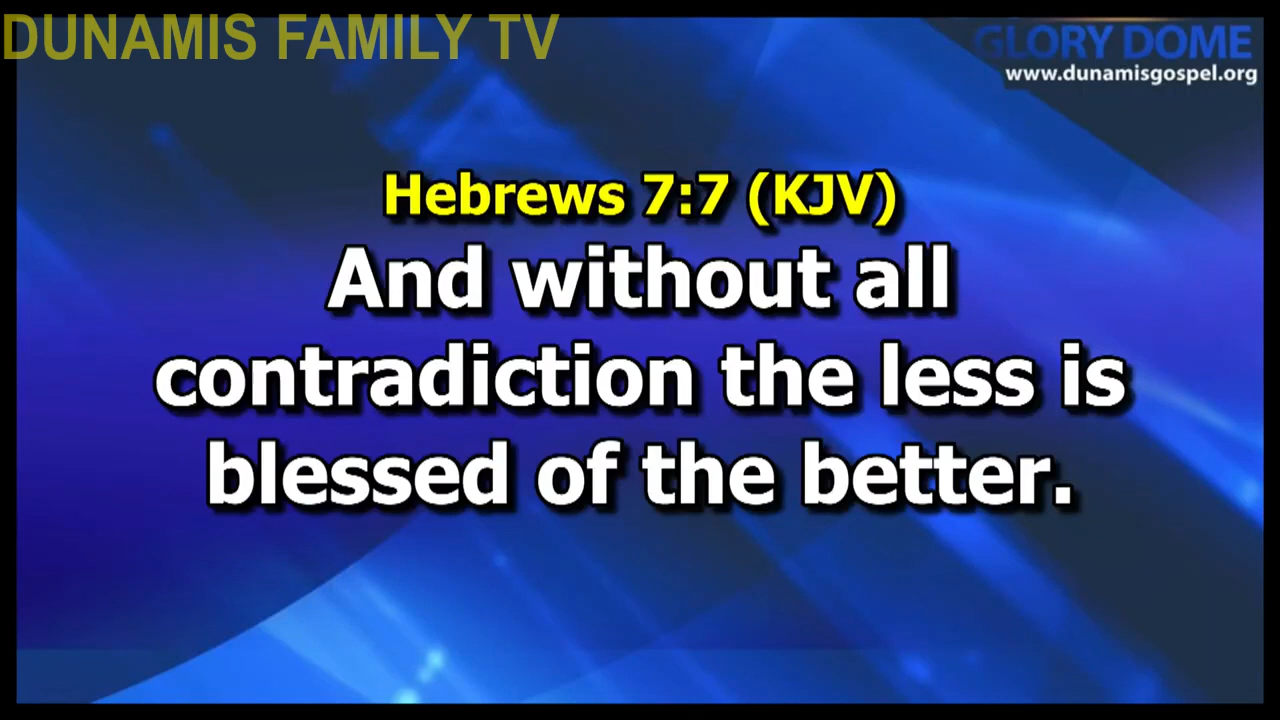 DUNAMIS FAMILY TV
GLORY DOME
www.dunamisgospel.org
Hebrews 7:7 (KJV)
And without all
contradiction the less is
blessed of the better.